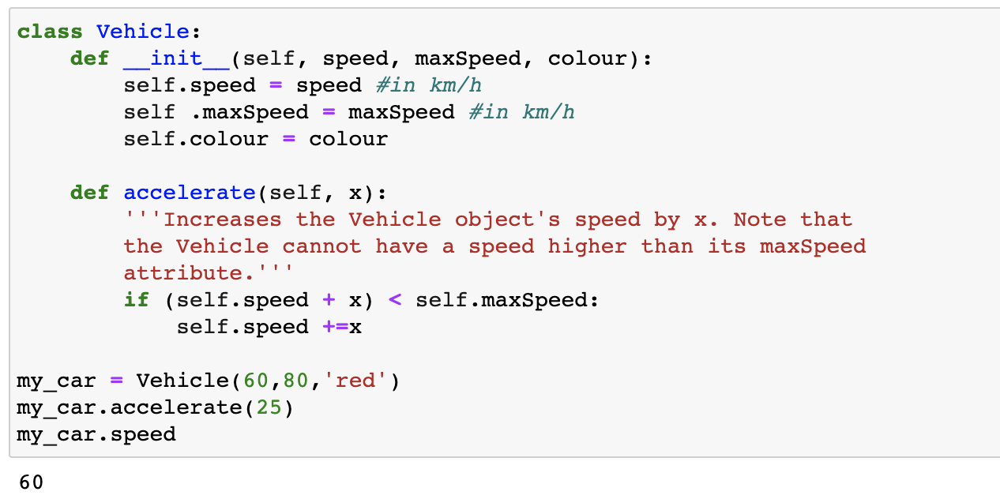 class Vehicle:
    def __init__(self, speed, maxSpeed, colour):
        self.speed = speed #in km/h
        self .maxSpeed = maxSpeed #in km/h
        self.colour = colour

    def accelerate(self, x):
        '''Increases the Vehicle object's speed by x. Note that
        the Vehicle cannot have a speed higher than its maxSpeed
        attribute.'''
        if (self.speed + x) < self.maxSpeed:
            self.speed +=x

my_car = Vehicle(60,80,'red')
my_car.accelerate(25)
my_car.speed
60